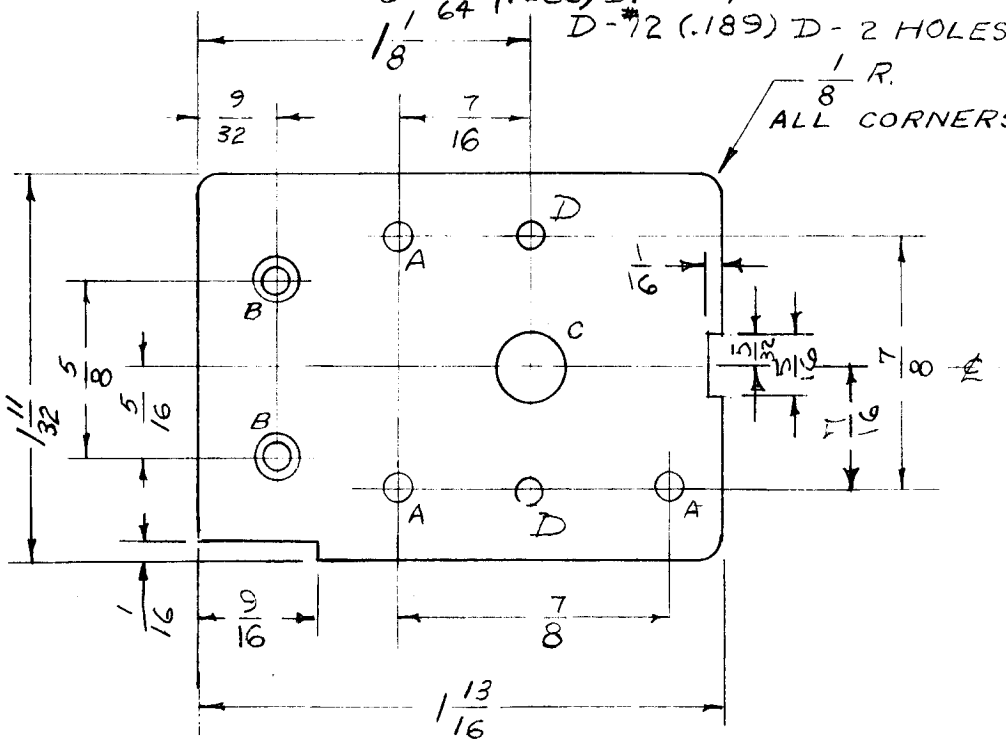 64
D-#12 (.189) D- 2 HOLES
1 1/8
1/8 R.
ALL CORNERS
9/32
7/16
D
A
1/16
B
C
5/32
5/16
7/8
℄
5/8
5/16
1 11/32
7/16
B
A
D
A
1/16
9/16
7/8
1 13/16